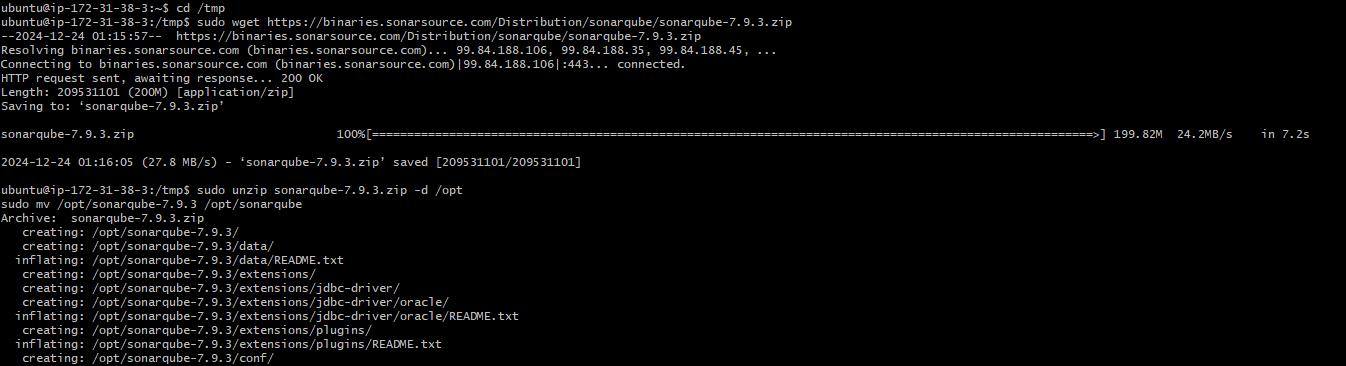 ubuntu@ip-172-31-38-3:~$ cd /tmp
ubuntu@ip-172-31-38-3:/tmp$ sudo wget https://binaries.sonarsource.com/Distribution/sonarqube/sonarqube-7.9.3.zip
--2024-12-24 01:15:57--  https://binaries.sonarsource.com/Distribution/sonarqube/sonarqube-7.9.3.zip
Resolving binaries.sonarsource.com (binaries.sonarsource.com)... 99.84.188.106, 99.84.188.35, 99.84.188.45, ...
Connecting to binaries.sonarsource.com (binaries.sonarsource.com)|99.84.188.106|:443... connected.
HTTP request sent, awaiting response... 200 OK
Length: 209531101 (200M) [application/zip]
Saving to: ‘sonarqube-7.9.3.zip’
sonarqube-7.9.3.zip 100%[=======================================================================================================>] 199.82M 24.2MB/s in 7.2s
2024-12-24 01:16:05 (27.8 MB/s) - ‘sonarqube-7.9.3.zip’ saved [209531101/209531101]
ubuntu@ip-172-31-38-3:/tmp$ sudo unzip sonarqube-7.9.3.zip -d /opt
sudo mv /opt/sonarqube-7.9.3 /opt/sonarqube
Archive:  sonarqube-7.9.3.zip
   creating: /opt/sonarqube-7.9.3/
   creating: /opt/sonarqube-7.9.3/data/
  inflating: /opt/sonarqube-7.9.3/data/README.txt
   creating: /opt/sonarqube-7.9.3/extensions/
   creating: /opt/sonarqube-7.9.3/extensions/jdbc-driver/
   creating: /opt/sonarqube-7.9.3/extensions/jdbc-driver/oracle/
  inflating: /opt/sonarqube-7.9.3/extensions/jdbc-driver/oracle/README.txt
   creating: /opt/sonarqube-7.9.3/extensions/plugins/
  inflating: /opt/sonarqube-7.9.3/extensions/plugins/README.txt
   creating: /opt/sonarqube-7.9.3/conf/